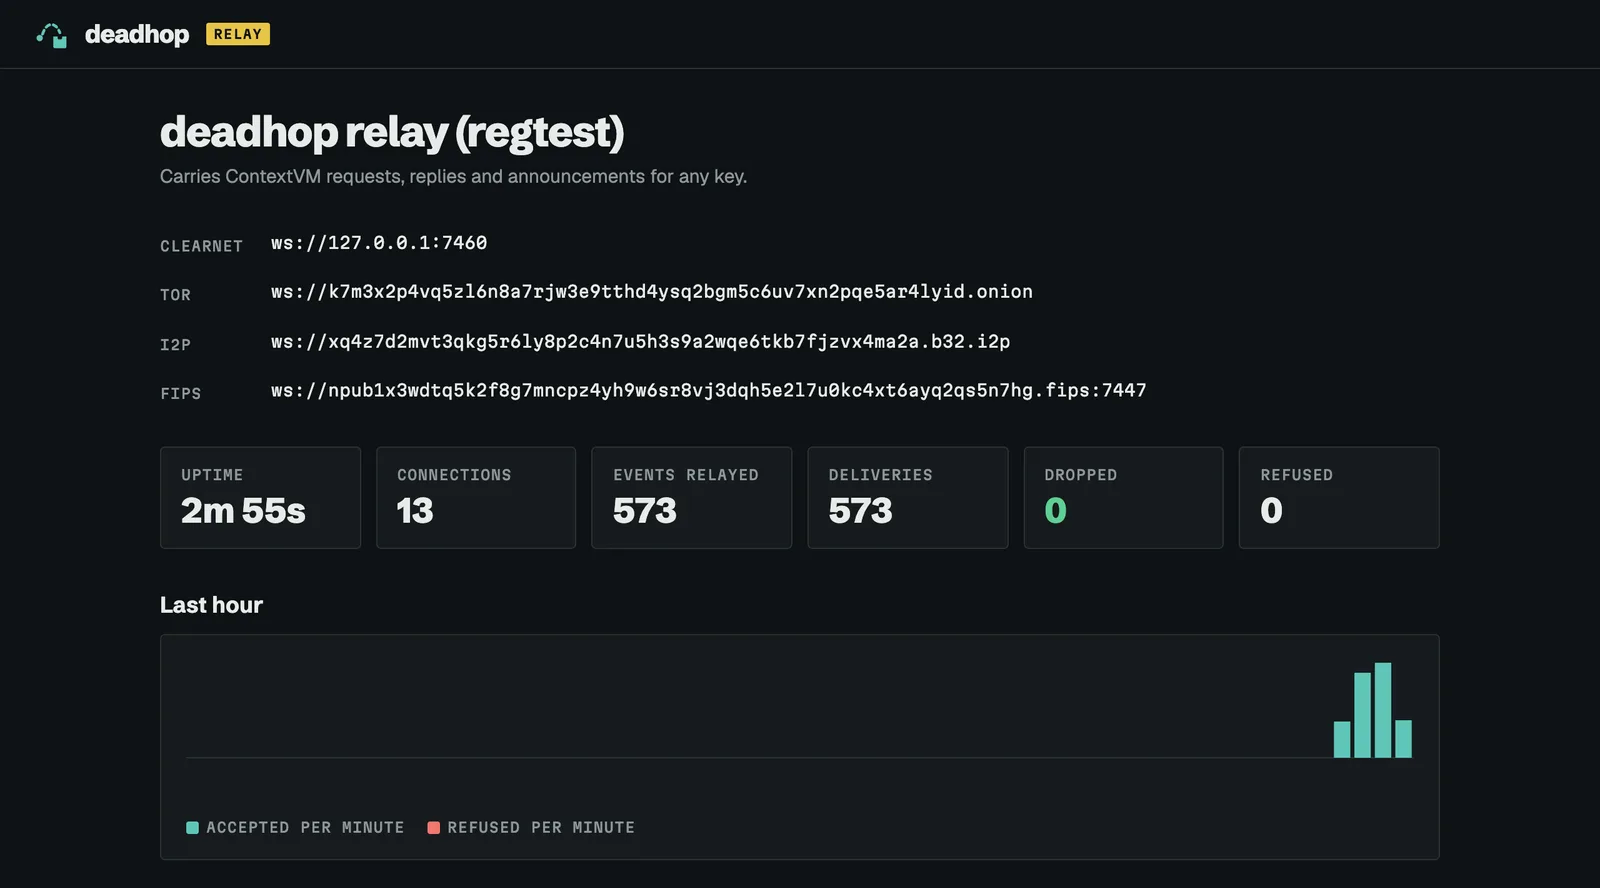 deadhop RELAY
deadhop relay (regtest)
Carries ContextVM requests, replies and announcements for any key.
CLEARNET ws://127.0.0.1:7460
TOR ws://k7m3x2p4vq5zl6n8a7rjw3e9tthd4ysq2bgm5c6uv7xn2pqe5ar4lyid.onion
I2P ws://xq4z7d2mvt3qkg5r6ly8p2c4n7u5h3s9a2wqe6tkb7fjzvx4ma2a.b32.i2p
FIPS ws://npub1x3wdtq5k2f8g7mncpz4yh9w6sr8vj3dqh5e2l7u0kc4xt6ayq2qs5n7hg.fips:7447
UPTIME CONNECTIONS EVENTS RELAYED DELIVERIES DROPPED REFUSED
2m 55s 13 573 573 0 0
Last hour
ACCEPTED PER MINUTE REFUSED PER MINUTE